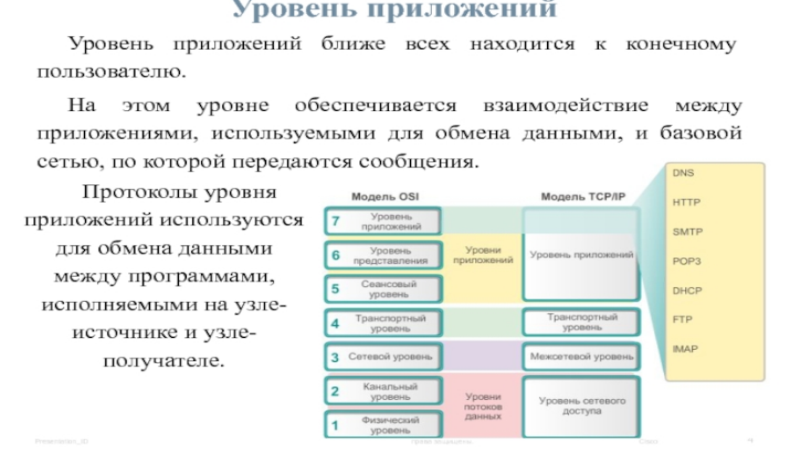 Уровень приложений
Уровень приложений ближе всех находится к конечному
пользователю.
На этом уровне обеспечивается взаимодействие между
приложениями, используемыми для обмена данными, и базовой
сетью, по которой передаются сообщения.
Протоколы уровня
приложений используются
для обмена данными
между программами,
исполняемыми на узле-
источнике и узле-
получателе.
Модель OSI
Модель TCP/IP
7 Уровень
приложений
6 Уровень
представления
5 Сеансовый
уровень
4 Транспортный
уровень
3 Сетевой уровень
2 Канальный
уровень
1 Физический
уровень
Уровни
приложений
Уровни
потоков
данных
Уровень приложений
Транспортный
уровень
Межсетевой уровень
Уровень сетевого
доступа
DNS
HTTP
SMTP
POP3
DHCP
FTP
IMAP
Presentation_ID